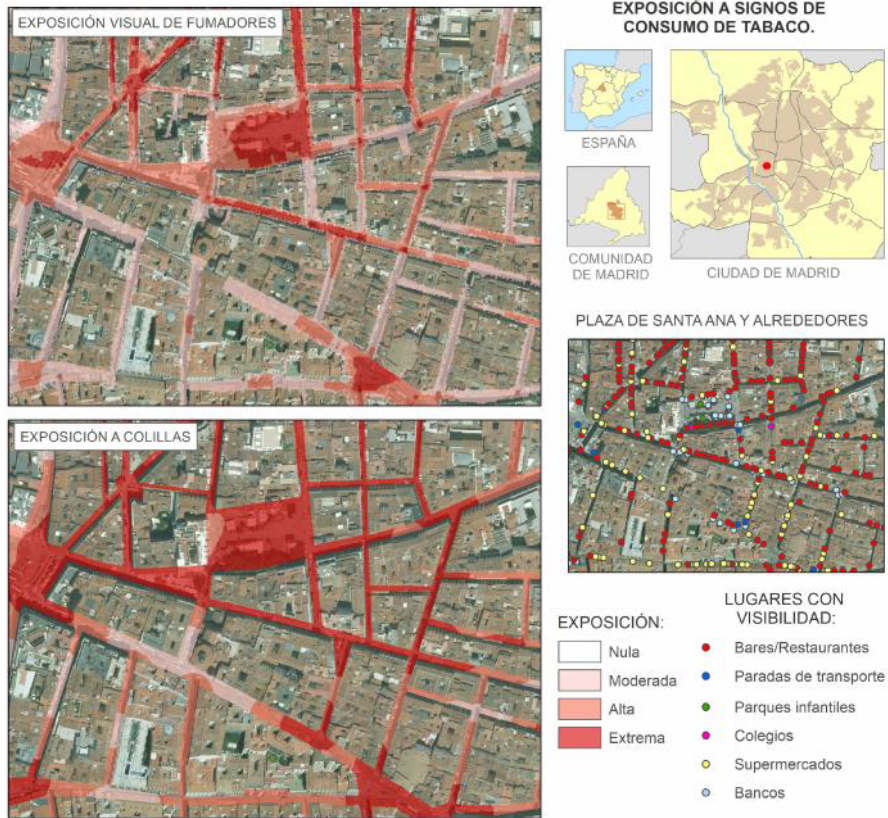 EXPOSICIÓN VISUAL DE FUMADORES
EXPOSICIÓN A COLILLAS
EXPOSICIÓN A SIGNOS DE
CONSUMO DE TABACO.
ESPAÑA
COMUNIDAD
DE MADRID
CIUDAD DE MADRID
PLAZA DE SANTA ANA Y ALREDEDORES
EXPOSICIÓN:
Nula
Moderada
Alta
Extrema
LUGARES CON
VISIBILIDAD:
Bares/Restaurantes
Paradas de transporte
Parques infantiles
Colegios
Supermercados
Bancos